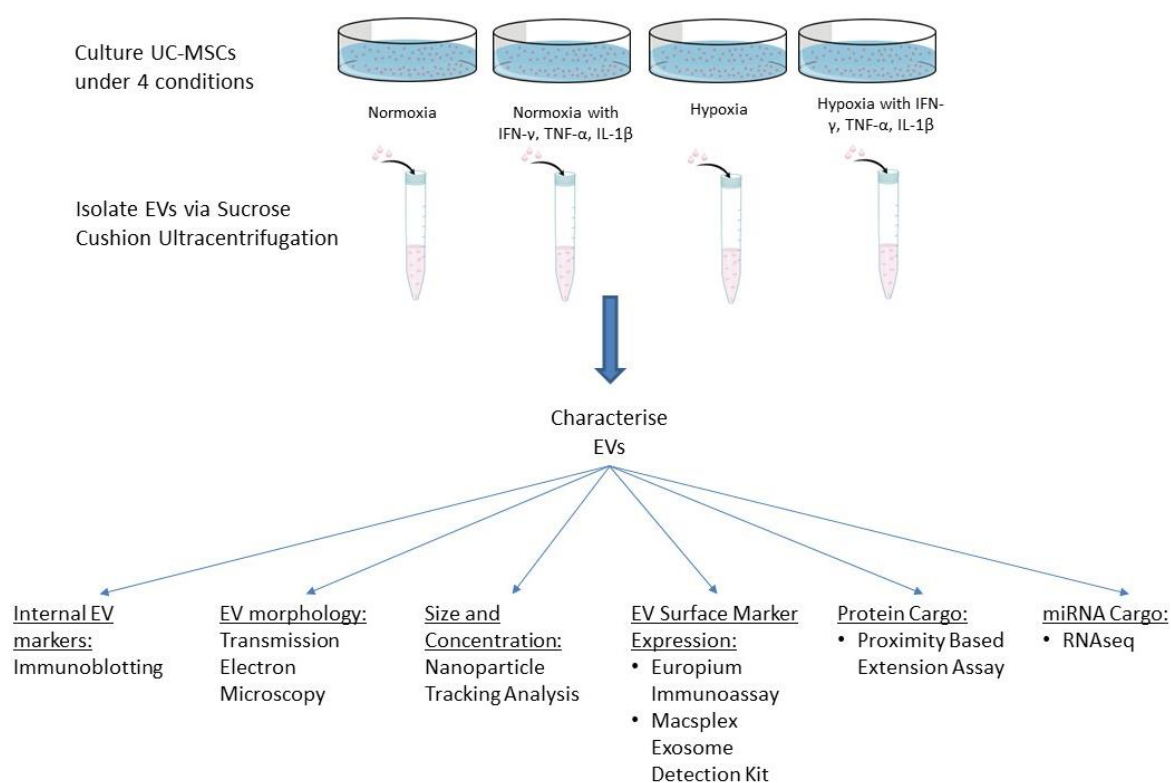 Culture UC-MSCs
under 4 conditions
Normoxia
Normoxia with
IFN-γ, TNF-α, IL-1β
Hypoxia
Hypoxia with IFN-
γ, TNF-α, IL-1β
Isolate EVs via Sucrose
Cushion Ultracentrifugation
Characterise
EVs
Internal EV
markers:
Immunoblotting
EV morphology:
Transmission
Electron
Microscopy
Size and
Concentration:
Nanoparticle
Tracking Analysis
EV Surface Marker
Expression:
• Europium
Immunoassay
• Macsplex
Exosome
Detection Kit
Protein Cargo:
• Proximity Based
Extension Assay
miRNA Cargo:
• RNAseq